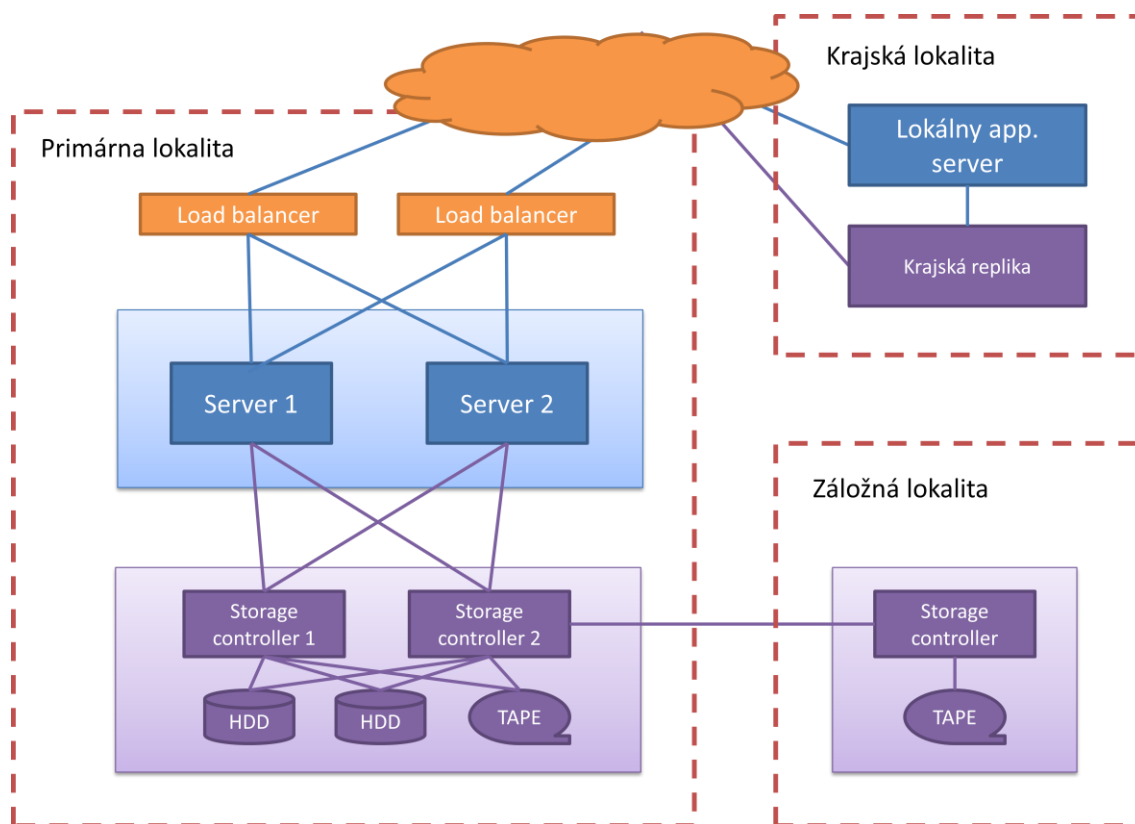 Krajská lokalita
Primárna lokalita
Lokálny app.
server
Load balancer
Load balancer
Krajská replika
Server 1
Server 2
Záložná lokalita
Storage
controller 1
Storage
controller 2
Storage
controller
HDD
HDD
TAPE
TAPE